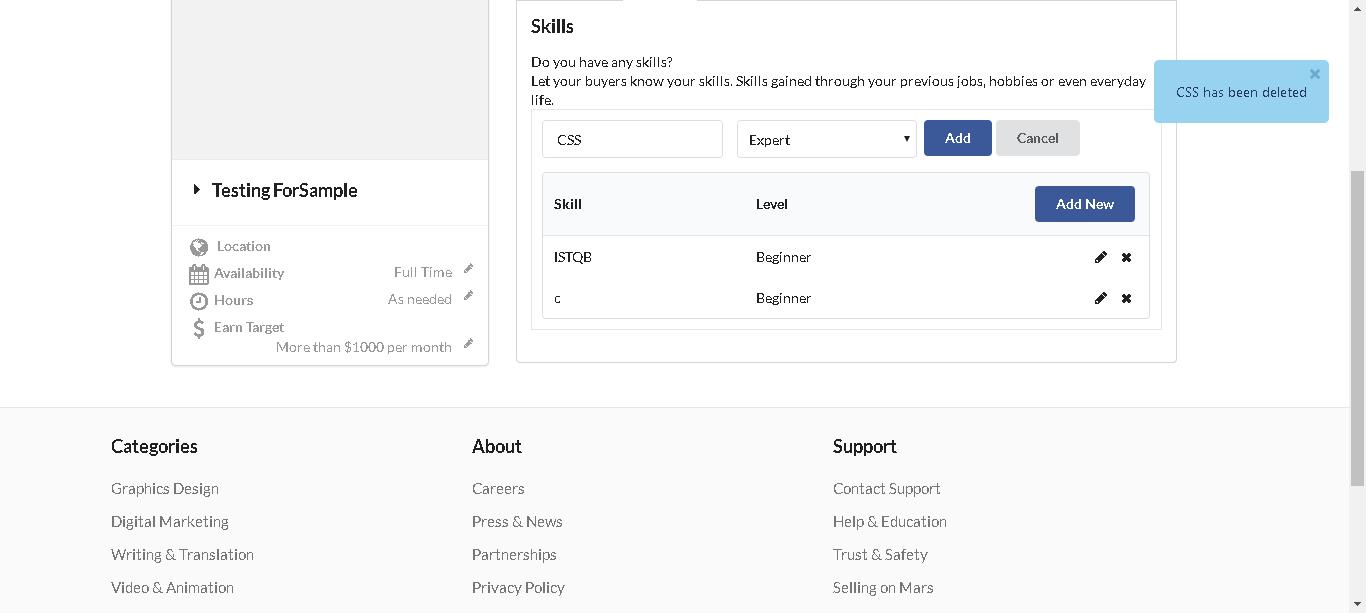 Skills
Do you have any skills?
Let your buyers know your skills. Skills gained through your previous jobs, hobbies or even everyday
life.
CSS has been deleted
CSS Expert Add Cancel
Skill Level Add New
ISTQB Beginner
c Beginner
Testing ForSample
Location
Availability Full Time
Hours As needed
Earn Target
More than $1000 per month
Categories
Graphics Design
Digital Marketing
Writing & Translation
Video & Animation
About
Careers
Press & News
Partnerships
Privacy Policy
Support
Contact Support
Help & Education
Trust & Safety
Selling on Mars